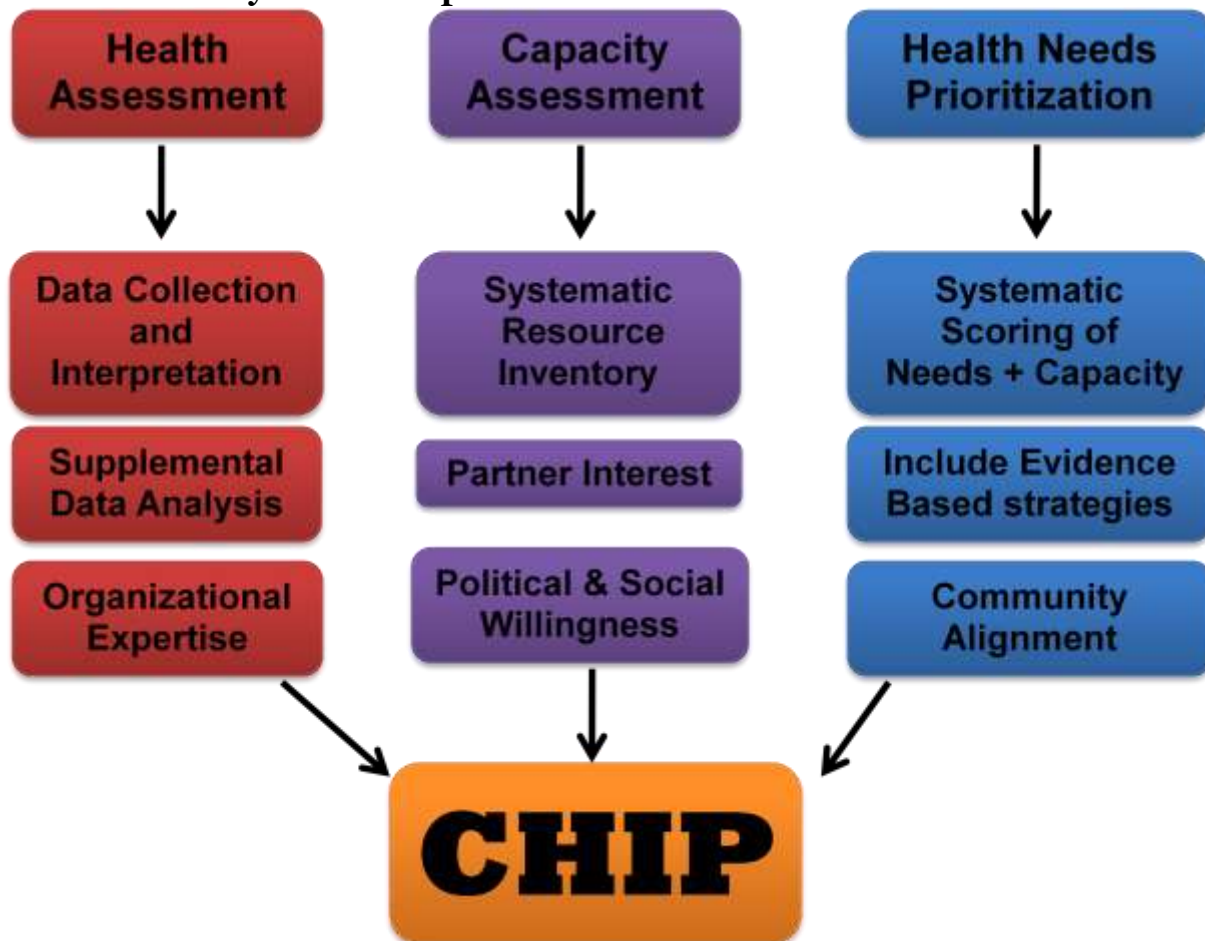 Health
Assessment
Capacity
Assessment
Health Needs
Prioritization
Data Collection
and
Interpretation
Systematic
Resource
Inventory
Systematic
Scoring of
Needs + Capacity
Supplemental
Data Analysis
Partner Interest
Include Evidence
Based strategies
Organizational
Expertise
Political & Social
Willingness
Community
Alignment
CHIP